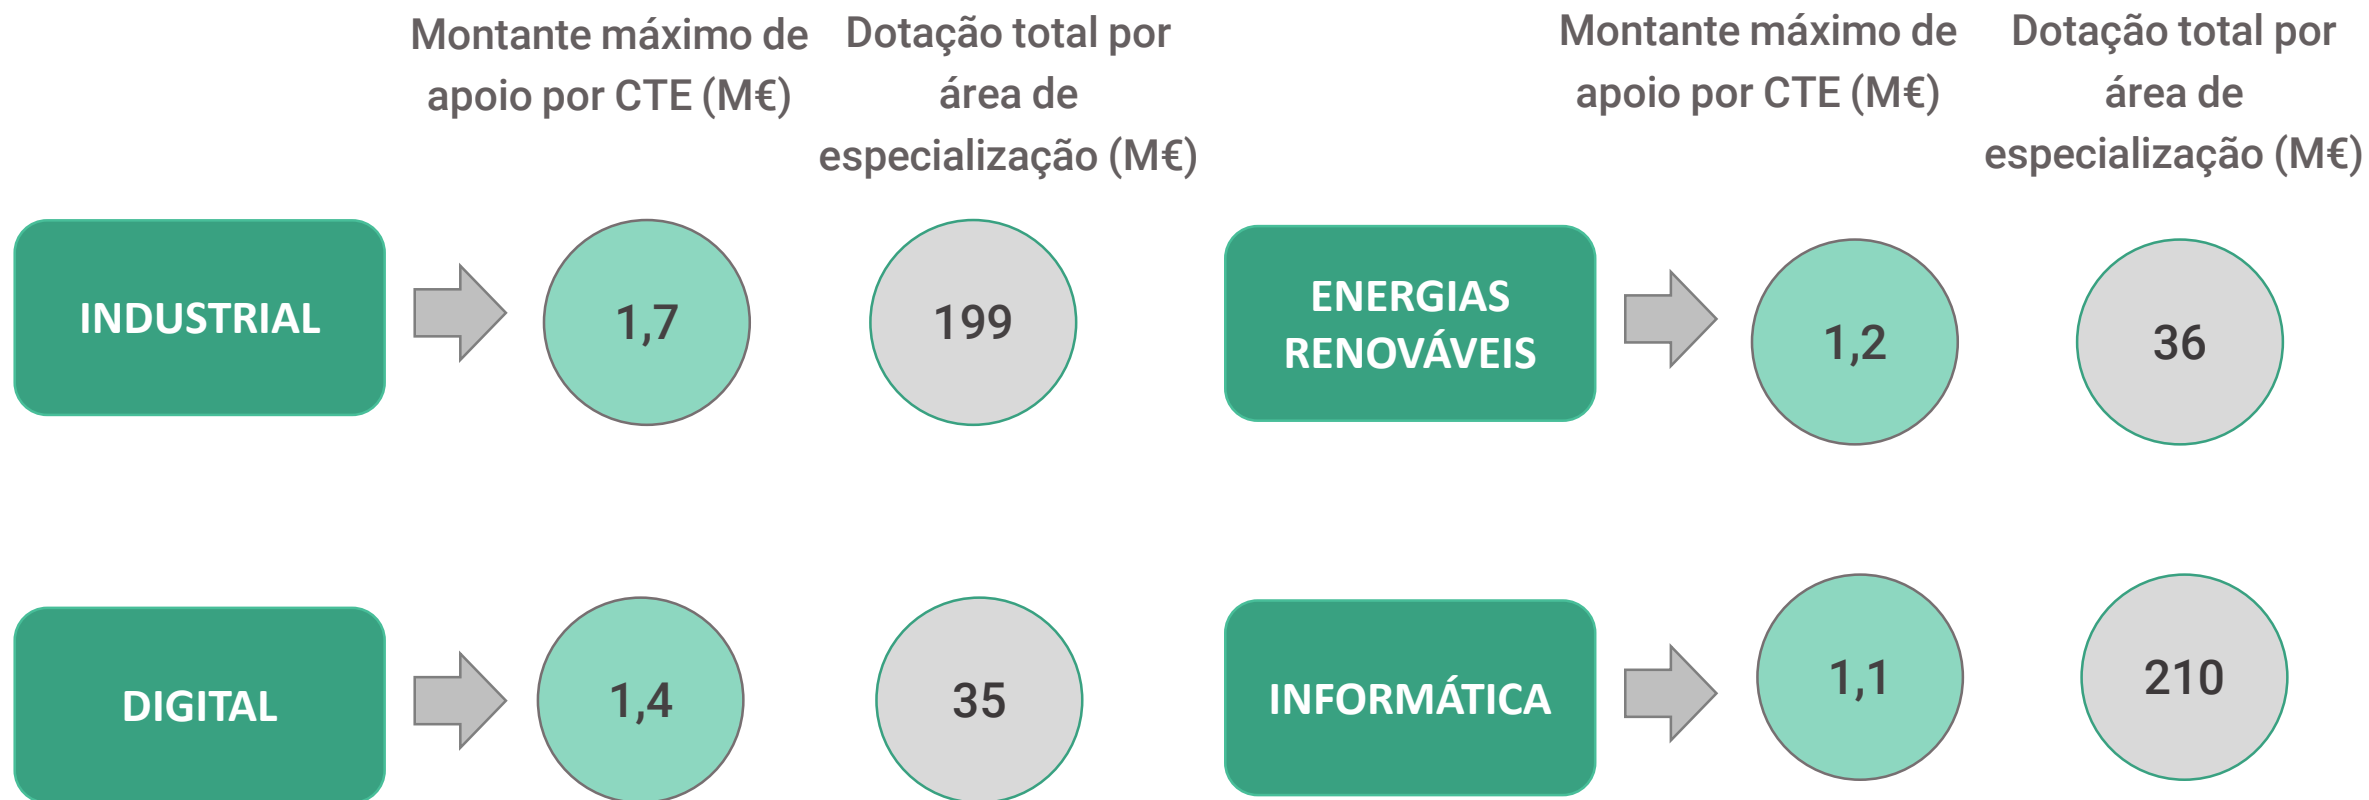 Montante máximo de
apoio por CTE (M€)
Dotação total por
área de
especialização (M€)
Montante máximo de
apoio por CTE (M€)
Dotação total por
área de
especialização (M€)
INDUSTRIAL
1,7
199
ENERGIAS
RENOVÁVEIS
1,2
36
DIGITAL
1,4
35
INFORMÁTICA
1,1
210